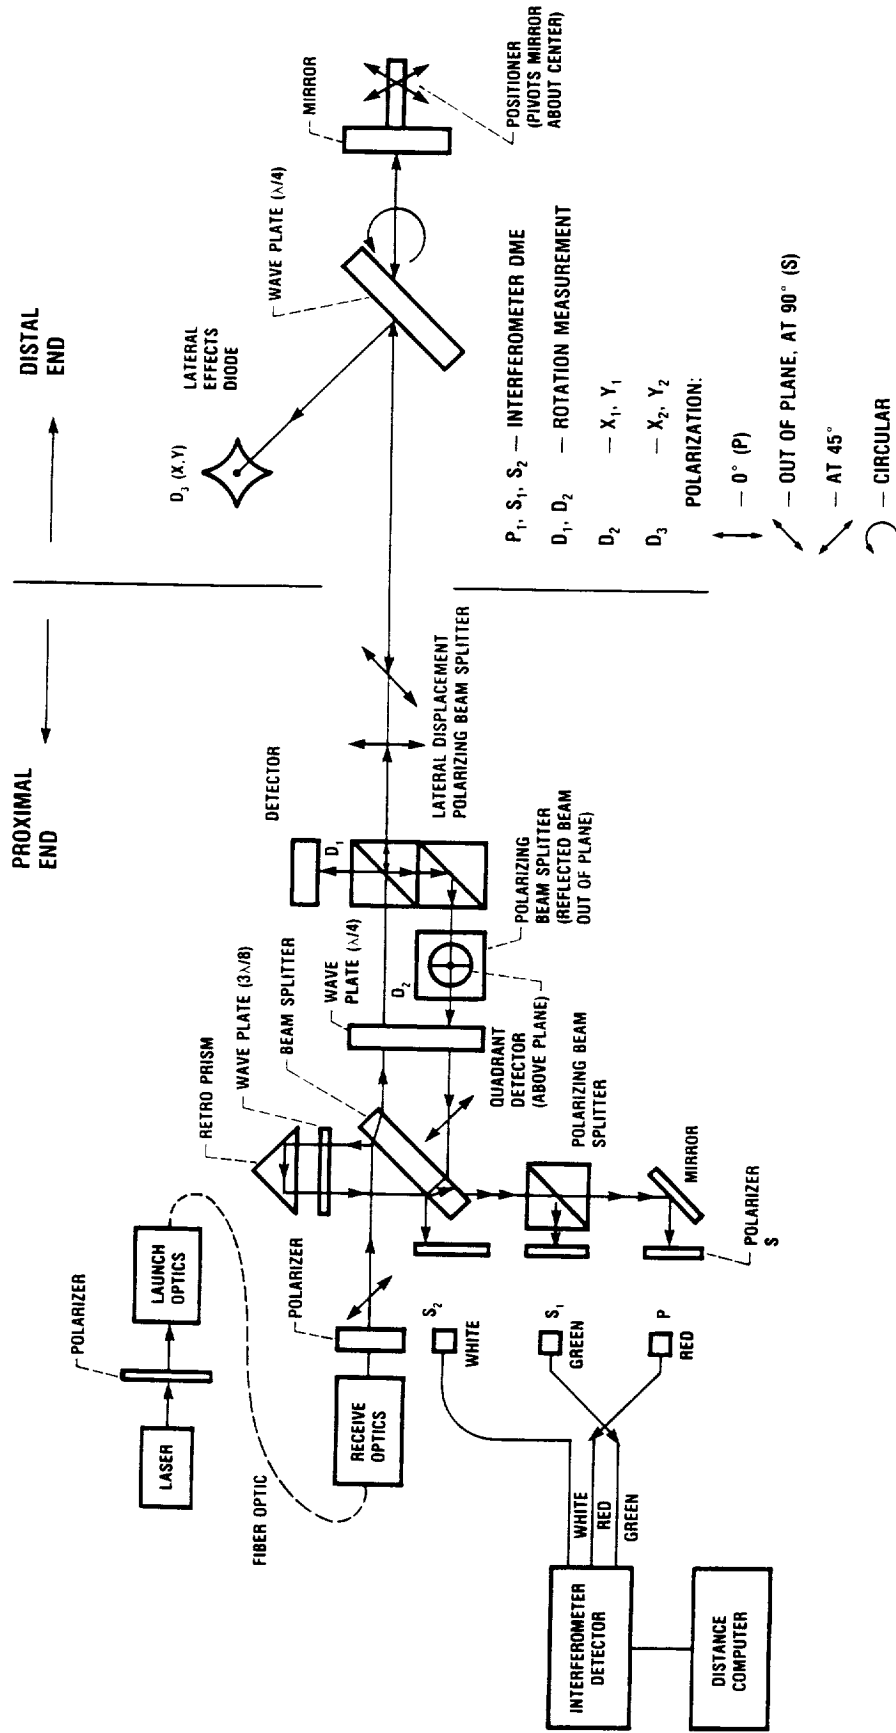 PROXIMAL
END
DISTAL
END
LASER
POLARIZER
LAUNCH
OPTICS
FIBER OPTIC
RECEIVE
OPTICS
POLARIZER
RETRO PRISM
WAVE PLATE (3λ/8)
BEAM SPLITTER
WAVE
PLATE (λ/4)
DETECTOR
D1
D2
LATERAL DISPLACEMENT
POLARIZING BEAM SPLITTER
POLARIZING
BEAM SPLITTER
(REFLECTED BEAM
OUT OF PLANE)
QUADRANT
DETECTOR
(ABOVE PLANE)
POLARIZING BEAM
SPLITTER
MIRROR
POLARIZER
S
S2
WHITE
S1
GREEN
P
RED
WHITE
RED
GREEN
INTERFEROMETER
DETECTOR
DISTANCE
COMPUTER
D3 (X,Y)
LATERAL
EFFECTS
DIODE
WAVE PLATE (λ/4)
MIRROR
POSITIONER
(PIVOTS MIRROR
ABOUT CENTER)
P1, S1, S2 — INTERFEROMETER DME
D1, D2 — ROTATION MEASUREMENT
D2 — X1, Y1
D3 — X2, Y2
POLARIZATION:
— 0° (P)
— OUT OF PLANE, AT 90° (S)
— AT 45°
— CIRCULAR